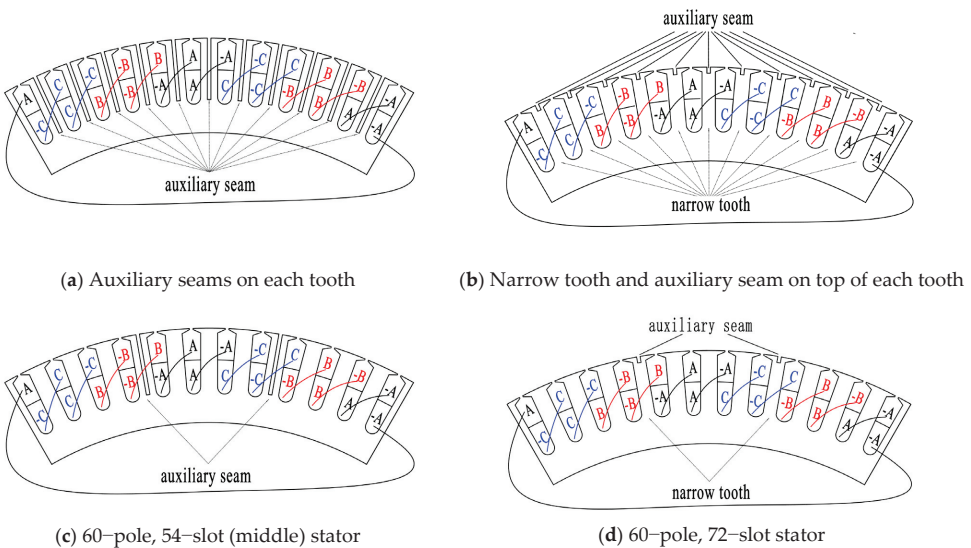 A C -C -B B A -A -C C B -B -A
-C C B -B -A A C -C -B B A -A
auxiliary seam
(a) Auxiliary seams on each tooth
auxiliary seam
A C -C -B B A -A -C C B -B -A
-C C B -B -A A C -C -B B A -A
narrow tooth
(b) Narrow tooth and auxiliary seam on top of each tooth
A C -C -B B A -A -C C B -B -A
-C C B -B -A A C -C -B B A -A
auxiliary seam
(c) 60−pole, 54−slot (middle) stator
auxiliary seam
A C -C -B B A -A -C C B -B -A
-C C B -B -A A C -C -B B A -A
narrow tooth
(d) 60−pole, 72−slot stator